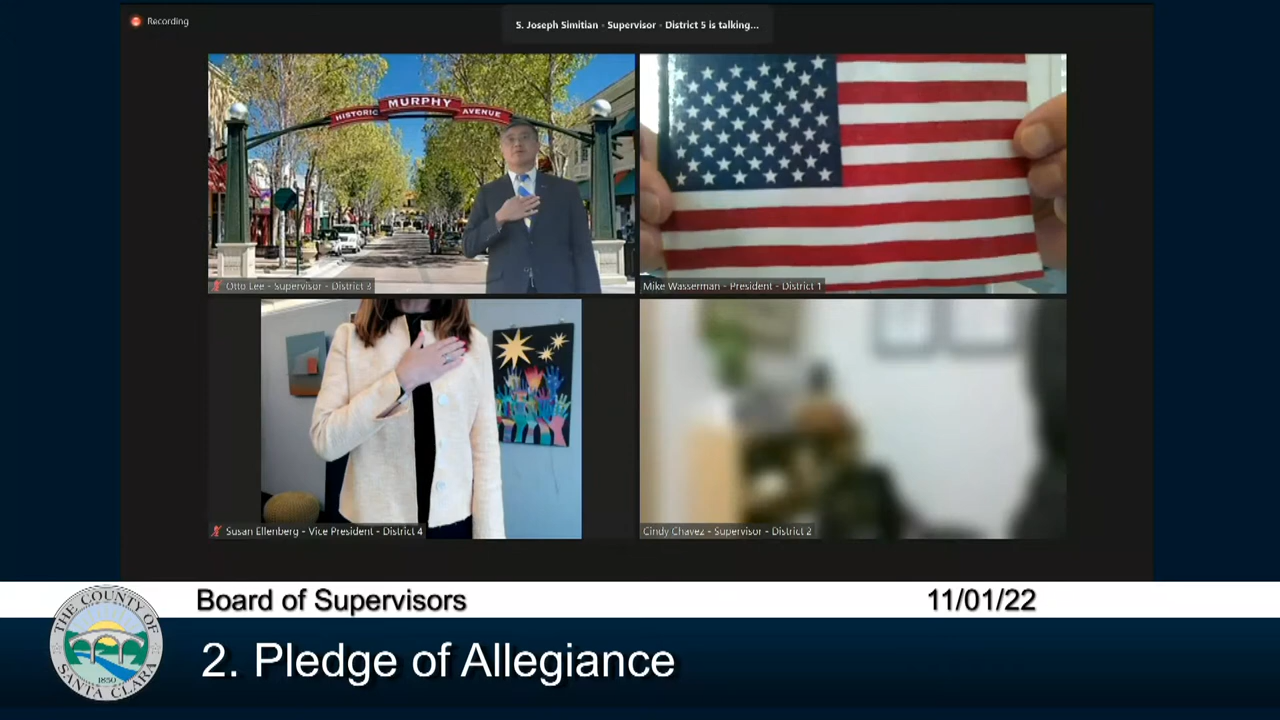 Recording
S. Joseph Simitian - Supervisor - District 5 is talking...
HISTORIC MURPHY AVENUE
Otto Lee - Supervisor - District 3
Mike Wasserman - President - District 1
Susan Ellenberg - Vice President - District 4
Cindy Chavez - Supervisor - District 2
Board of Supervisors
11/01/22
THE COUNTY OF SANTA CLARA
1850
2. Pledge of Allegiance